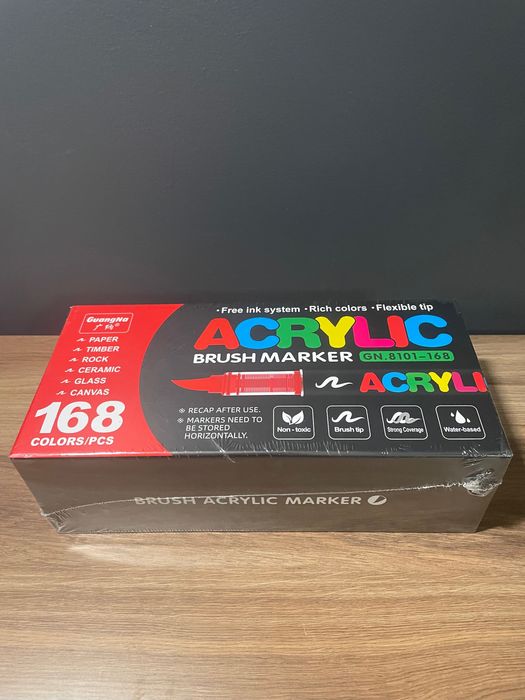 ·Free ink system ·Rich colors ·Flexible tip
GuangNa
广纳®
ACRYLIC
BRUSH MARKER GN.8101-168
PAPER
TIMBER
ROCK
CERAMIC
GLASS
CANVAS
168
COLORS/PCS
ACRYLI
※ RECAP AFTER USE.
※ MARKERS NEED TO
BE STORED
HORIZONTALLY.
Non-toxic
Brush tip
Strong Coverage
Water-based
BRUSH ACRYLIC MARKER